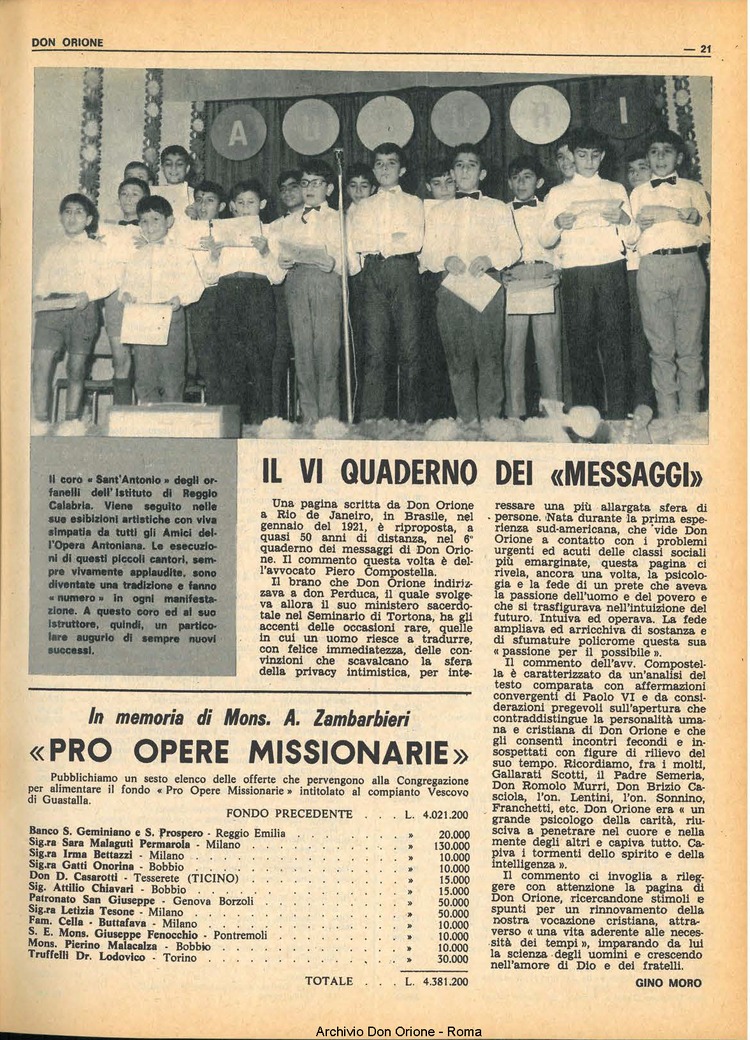 DON ORIONE
— 21
A U G U R I
Il coro « Sant'Antonio » degli or-
fanelli dell'Istituto di Reggio
Calabria. Viene seguito nelle
sue esibizioni artistiche con viva
simpatia da tutti gli Amici del-
l'Opera Antoniana. Le esecuzio-
ni di questi piccoli cantori, sem-
pre vivamente applaudite, sono
diventate una tradizione e fanno
« numero » in ogni manifesta-
zione. A questo coro ed al suo
istruttore, quindi, un partico-
lare augurio di sempre nuovi
successi.
IL VI QUADERNO DEI «MESSAGGI»
Una pagina scritta da Don Orione
a Rio de Janeiro, in Brasile, nel
gennaio del 1921, è riproposta, a
quasi 50 anni di distanza, nel 6°
quaderno dei messaggi di Don Orio-
ne. Il commento questa volta è del-
l'avvocato Piero Compostella.
Il brano che Don Orione indiriz-
zava a don Perduca, il quale svolge-
va allora il suo ministero sacerdo-
tale nel Seminario di Tortona, ha gli
accenti delle occasioni rare, quelle
in cui un uomo riesce a tradurre,
con felice immediatezza, delle con-
vinzioni che scavalcano la sfera
della privacy intimistica, per inte-
ressare una più allargata sfera di
persone. Nata durante la prima espe-
rienza sud-americana, che vide Don
Orione a contatto con i problemi
urgenti ed acuti delle classi sociali
più emarginate, questa pagina ci
rivela, ancora una volta, la psicolo-
gia e la fede di un prete che aveva
la passione dell'uomo e del povero e
che si trasfigurava nell'intuizione del
futuro. Intuiva ed operava. La fede
ampliava ed arricchiva di sostanza e
di sfumature policrome questa sua
« passione per il possibile ».
Il commento dell'avv. Compostel-
la è caratterizzato da un'analisi del
testo comparata con affermazioni
convergenti di Paolo VI e da consi-
derazioni pregevoli sull'apertura che
contraddistingue la personalità uma-
na e cristiana di Don Orione e che
gli consentì incontri fecondi e in-
sospettati con figure di rilievo del
suo tempo. Ricordiamo, fra i molti,
Gallarati Scotti, il Padre Semeria,
Don Romolo Murri, Don Brizio Ca-
sciola, l'on. Lentini, l'on. Sonnino,
Franchetti, etc. Don Orione era « un
grande psicologo della carità, riu-
sciva a penetrare nel cuore e nella
mente degli altri e capiva tutto. Ca-
piva i tormenti dello spirito e della
intelligenza ».
Il commento ci invoglia a rileg-
gere con attenzione la pagina di
Don Orione, ricercandone stimoli e
spunti per un rinnovamento della
nostra vocazione cristiana, attra-
verso « una vita aderente alle neces-
sità dei tempi », imparando da lui
la scienza degli uomini e crescendo
nell'amore di Dio e dei fratelli.
GINO MORO
In memoria di Mons. A. Zambarbieri
«PRO OPERE MISSIONARIE»
Pubblichiamo un sesto elenco delle offerte che pervengono alla Congregazione
per alimentare il fondo « Pro Opere Missionarie » intitolato al compianto Vescovo
di Guastalla.
FONDO PRECEDENTE . . L. 4.021.200
Banco S. Geminiano e S. Prospero - Reggio Emilia . . . . . . . » 20.000
Sig.ra Sara Malaguti Permarola - Milano . . . . . . . » 130.000
Sig.ra Irma Bettazzi - Milano . . . . . . . » 10.000
Sig.ra Gatti Onorina - Bobbio . . . . . . . » 10.000
Don D. Casarotti - Tesserete (TICINO) . . . . . . . » 15.000
Sig. Attilio Chiavari - Bobbio . . . . . . . » 15.000
Patronato San Giuseppe - Genova Borzoli . . . . . . . » 50.000
Sig.ra Letizia Tesone - Milano . . . . . . . » 50.000
Fam. Cella - Buttafava - Milano . . . . . . . » 10.000
S. E. Mons. Giuseppe Fenocchio - Pontremoli . . . . . . . » 10.000
Mons. Pierino Malacalza - Bobbio . . . . . . . » 10.000
Truffelli Dr. Lodovico - Torino . . . . . . . » 30.000
TOTALE . . . L. 4.381.200
Archivio Don Orione - Roma